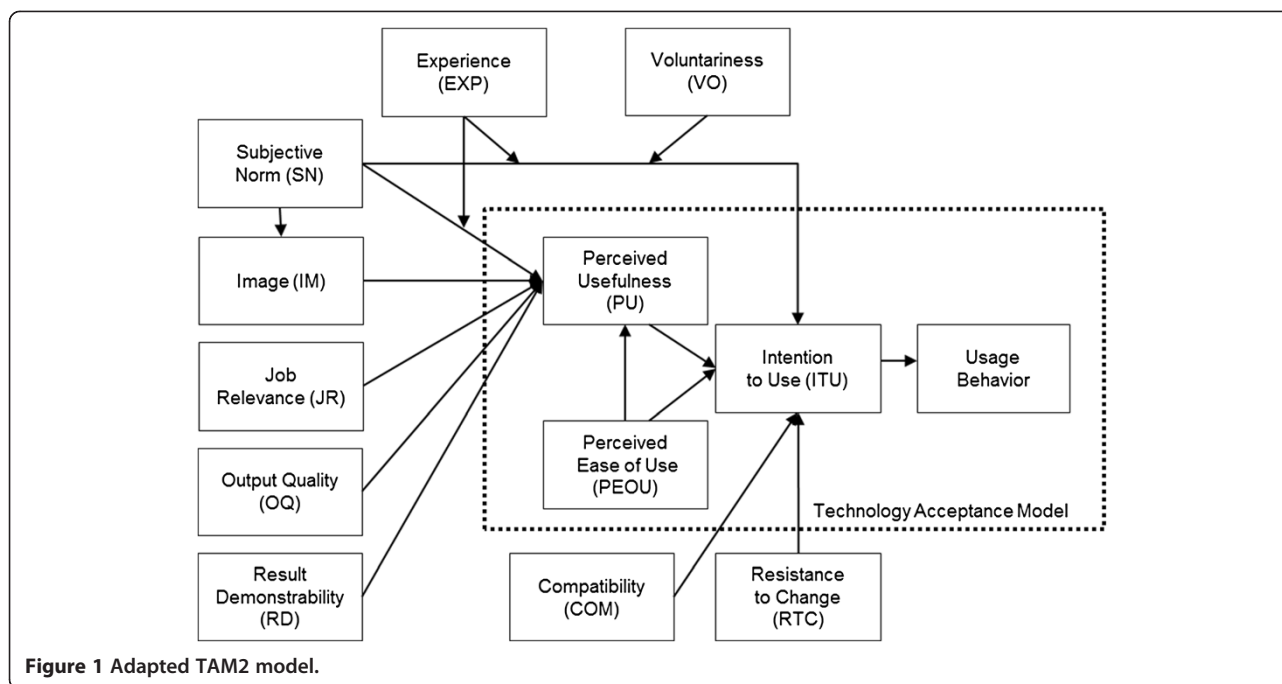 Experience
(EXP)
Voluntariness
(VO)
Subjective
Norm (SN)
Image (IM)
Perceived
Usefulness
(PU)
Job
Relevance (JR)
Intention
to Use (ITU)
Usage
Behavior
Output Quality
(OQ)
Perceived
Ease of Use
(PEOU)
Technology Acceptance Model
Result
Demonstrability
(RD)
Compatibility
(COM)
Resistance
to Change
(RTC)
Figure 1 Adapted TAM2 model.